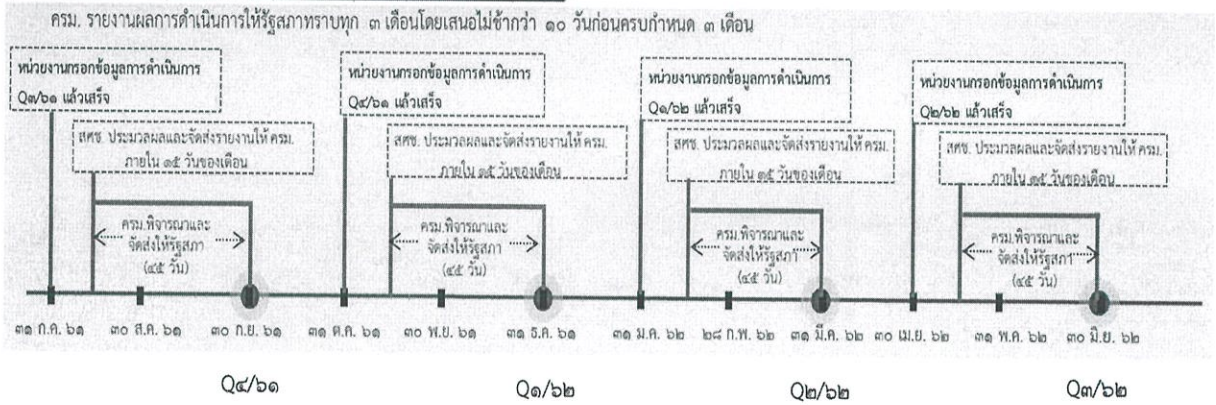 ครม. รายงานผลการดำเนินการให้รัฐสภาทราบทุก ๓ เดือนโดยเสนอไม่ช้ากว่า ๑๐ วันก่อนครบกำหนด ๓ เดือน
หน่วยงานกรอกข้อมูลการดำเนินการ
Q๓/๖๑ แล้วเสร็จ
สศช. ประมวลผลและจัดส่งรายงานให้ ครม.
ภายใน ๑๕ วันของเดือน
ครม.พิจารณาและ
จัดส่งให้รัฐสภา
(๔๕ วัน)
หน่วยงานกรอกข้อมูลการดำเนินการ
Q๔/๖๑ แล้วเสร็จ
สศช. ประมวลผลและจัดส่งรายงานให้ ครม.
ภายใน ๑๕ วันของเดือน
ครม.พิจารณาและ
จัดส่งให้รัฐสภา
(๔๕ วัน)
หน่วยงานกรอกข้อมูลการดำเนินการ
Q๑/๖๒ แล้วเสร็จ
สศช. ประมวลผลและจัดส่งรายงานให้ ครม.
ภายใน ๑๕ วันของเดือน
ครม.พิจารณาและ
จัดส่งให้รัฐสภา
(๔๕ วัน)
หน่วยงานกรอกข้อมูลการดำเนินการ
Q๒/๖๒ แล้วเสร็จ
สศช. ประมวลผลและจัดส่งรายงานให้ ครม.
ภายใน ๑๕ วันของเดือน
ครม.พิจารณาและ
จัดส่งให้รัฐสภา
(๔๕ วัน)
๓๑ ก.ค. ๖๑ ๓๐ ส.ค. ๖๑ ๓๐ ก.ย. ๖๑ ๓๑ ต.ค. ๖๑ ๓๐ พ.ย. ๖๑ ๓๑ ธ.ค. ๖๑ ๓๑ ม.ค. ๖๒ ๒๘ ก.พ. ๖๒ ๓๑ มี.ค. ๖๒ ๓๐ เม.ย. ๖๒ ๓๑ พ.ค. ๖๒ ๓๐ มิ.ย. ๖๒
Q๔/๖๑ Q๑/๖๒ Q๒/๖๒ Q๓/๖๒